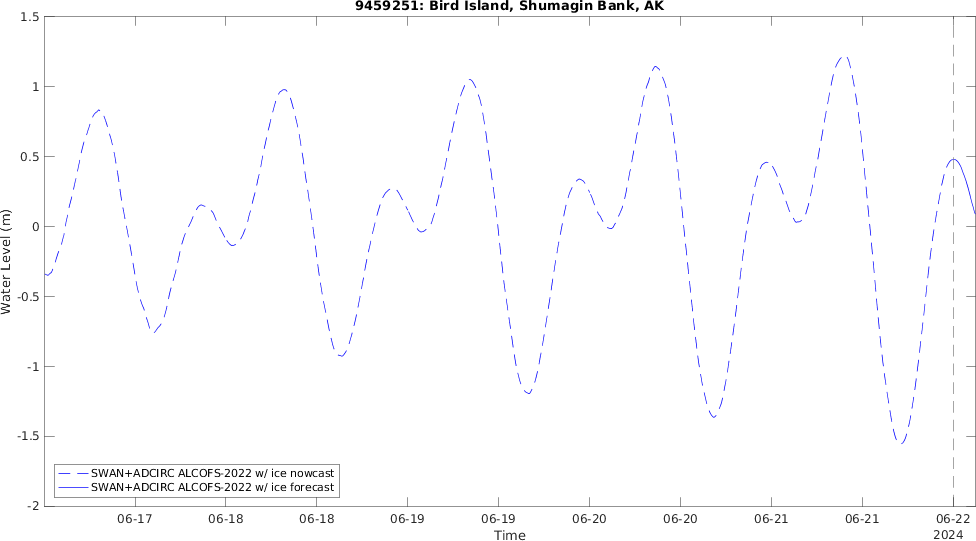 9459251: Bird Island, Shumagin Bank, AK
1.5
1
0.5
0
-0.5
-1
-1.5
-2
Water Level (m)
SWAN+ADCIRC ALCOFS-2022 w/ ice nowcast
SWAN+ADCIRC ALCOFS-2022 w/ ice forecast
06-17 06-18 06-18 06-19 06-19 06-20 06-20 06-21 06-21 06-22
2024
Time